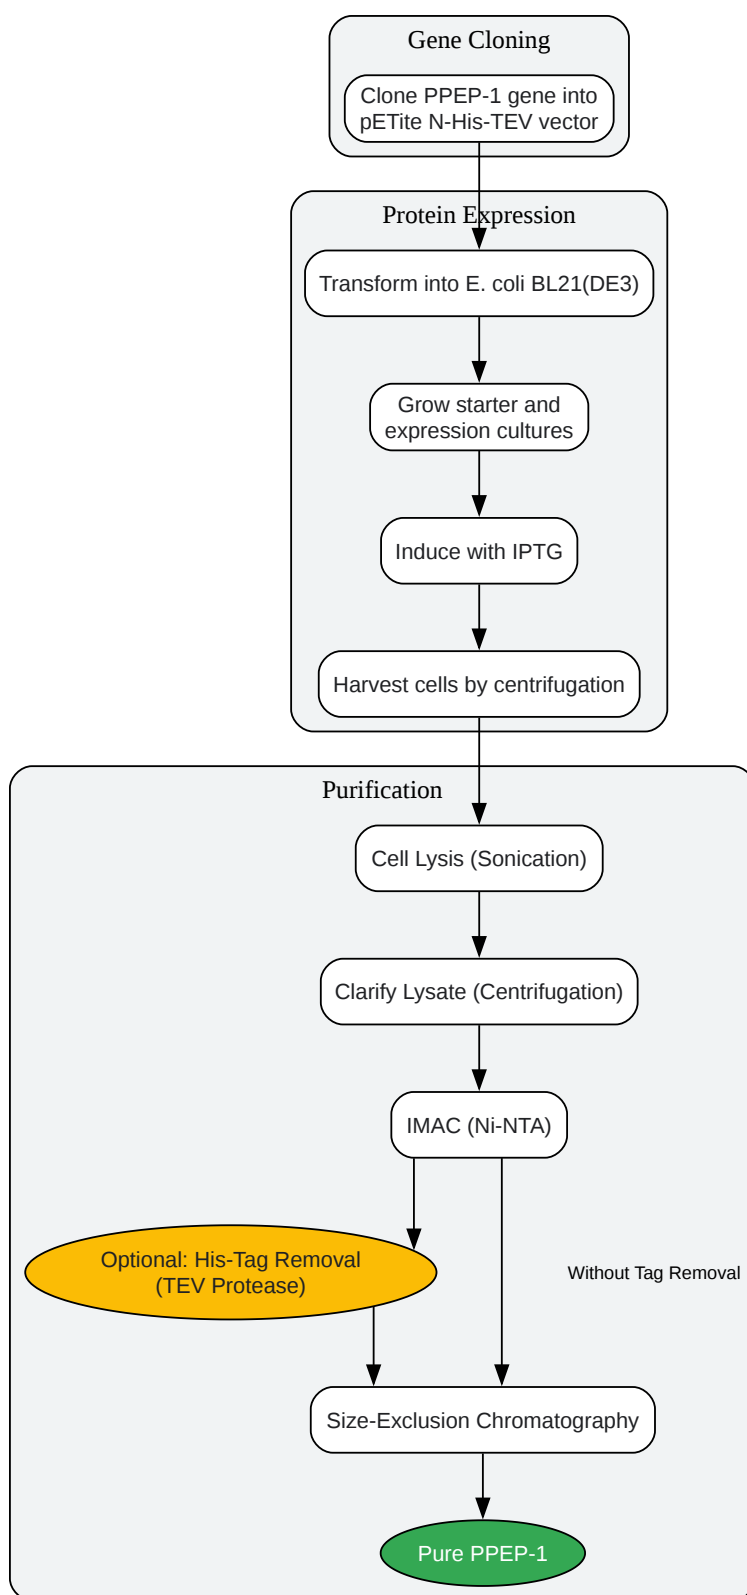 Gene Cloning
Clone PPEP-1 gene into
pETite N-His-TEV vector
Protein Expression
Transform into E. coli BL21(DE3)
Grow starter and
expression cultures
Induce with IPTG
Harvest cells by centrifugation
Purification
Cell Lysis (Sonication)
Clarify Lysate (Centrifugation)
IMAC (Ni-NTA)
Optional: His-Tag Removal
(TEV Protease)
Without Tag Removal
Size-Exclusion Chromatography
Pure PPEP-1